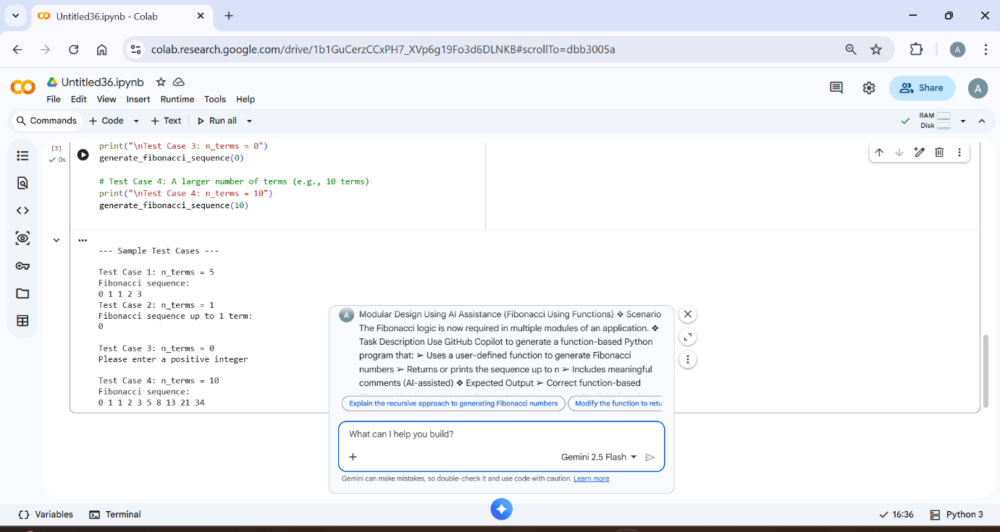 Untitled36.ipynb - Colab
colab.research.google.com/drive/1b1GuCerzCCxPH7_XVp6g19Fo3d6DLNKB#scrollTo=dbb3005a
A
Untitled36.ipynb
File Edit View Insert Runtime Tools Help
Share
A
Commands + Code + Text Run all
RAM
Disk
[3]
0s
print("\nTest Case 3: n_terms = 0")
generate_fibonacci_sequence(0)
# Test Case 4: A larger number of terms (e.g., 10 terms)
print("\nTest Case 4: n_terms = 10")
generate_fibonacci_sequence(10)
--- Sample Test Cases ---
Test Case 1: n_terms = 5
Fibonacci sequence:
0 1 1 2 3
Test Case 2: n_terms = 1
Fibonacci sequence up to 1 term:
0
Test Case 3: n_terms = 0
Please enter a positive integer
Test Case 4: n_terms = 10
Fibonacci sequence:
0 1 1 2 3 5 8 13 21 34
A
Modular Design Using AI Assistance (Fibonacci Using Functions) ❖ Scenario
The Fibonacci logic is now required in multiple modules of an application. ❖
Task Description Use GitHub Copilot to generate a function-based Python
program that: ➢ Uses a user-defined function to generate Fibonacci
numbers ➢ Returns or prints the sequence up to n ➢ Includes meaningful
comments (AI-assisted) ❖ Expected Output ➢ Correct function-based
Explain the recursive approach to generating Fibonacci numbers
Modify the function to retu
What can I help you build?
+
Gemini 2.5 Flash
Gemini can make mistakes, so double-check it and use code with caution. Learn more
Variables
Terminal
16:36
Python 3